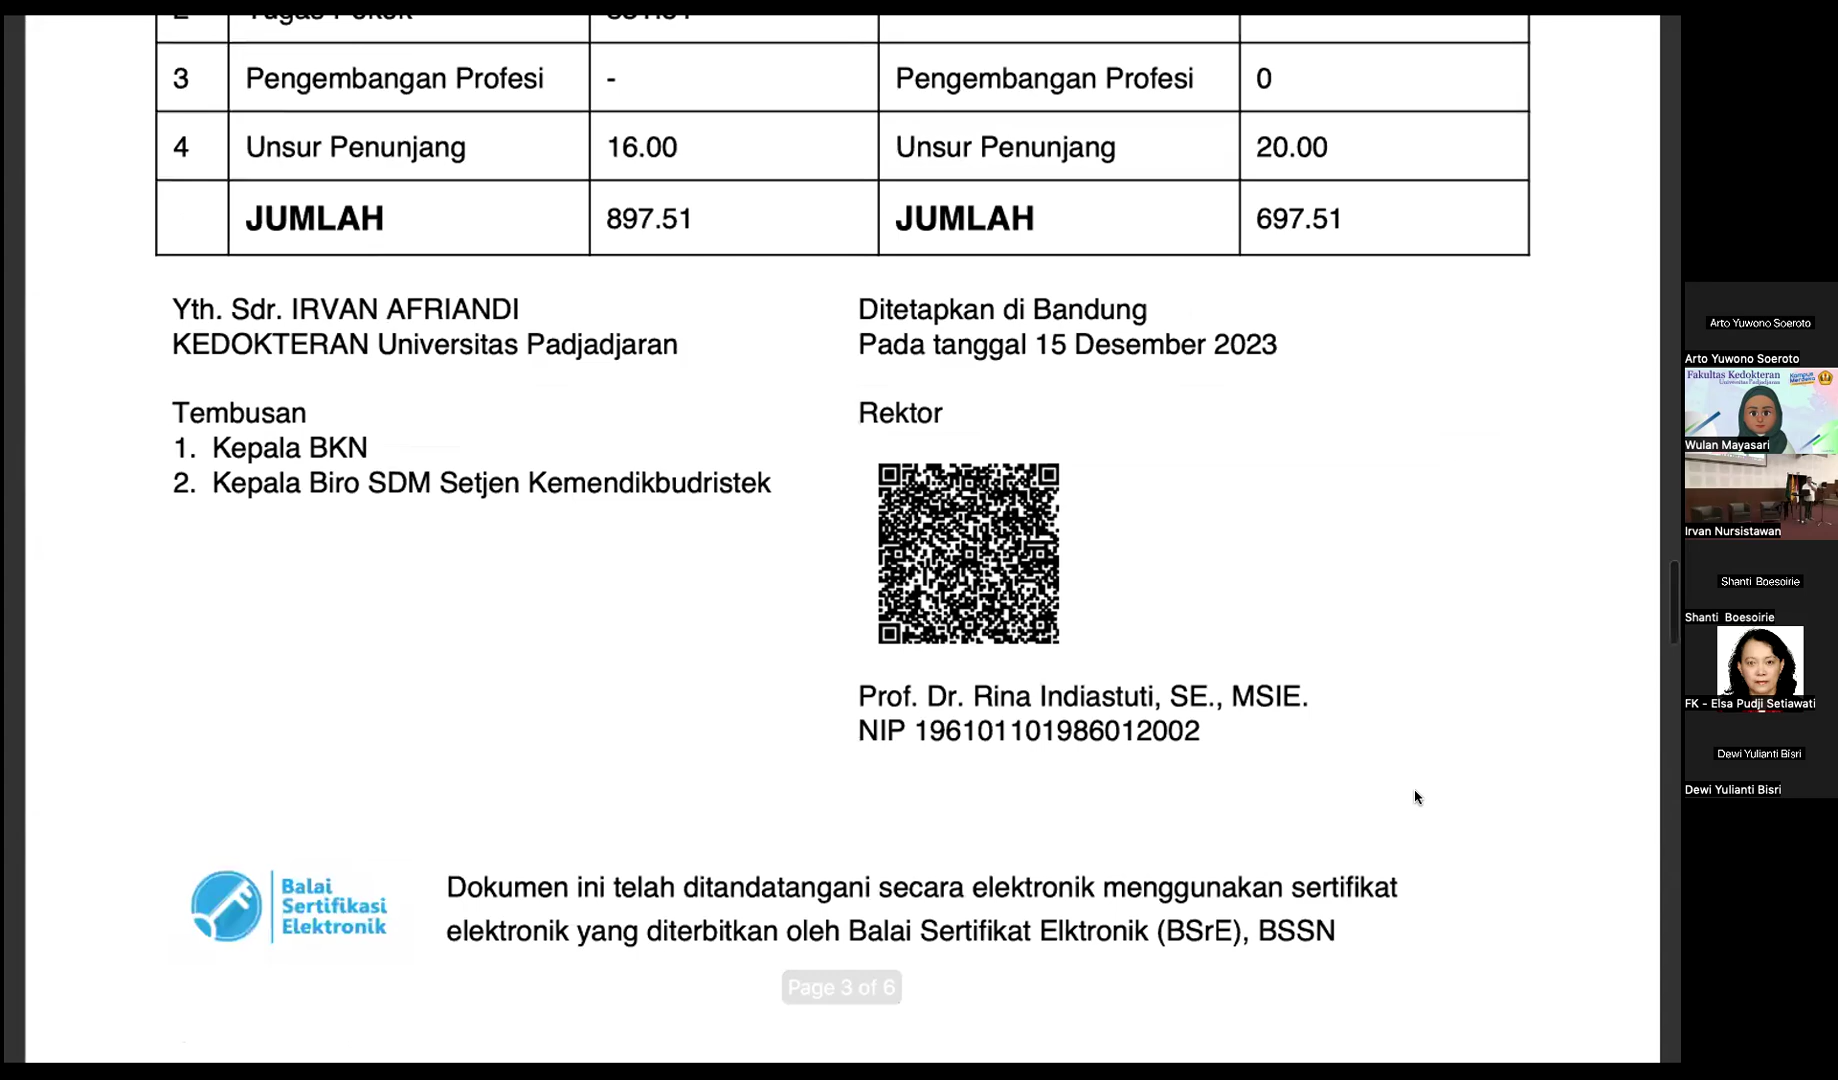 2 Tugas Pokok
3 Pengembangan Profesi - Pengembangan Profesi 0
4 Unsur Penunjang 16.00 Unsur Penunjang 20.00
JUMLAH 897.51 JUMLAH 697.51
Yth. Sdr. IRVAN AFRIANDI
KEDOKTERAN Universitas Padjadjaran
Ditetapkan di Bandung
Pada tanggal 15 Desember 2023
Tembusan
1. Kepala BKN
2. Kepala Biro SDM Setjen Kemendikbudristek
Rektor
Prof. Dr. Rina Indiastuti, SE., MSIE.
NIP 196101101986012002
Balai
Sertifikasi
Elektronik
Dokumen ini telah ditandatangani secara elektronik menggunakan sertifikat
elektronik yang diterbitkan oleh Balai Sertifikat Elktronik (BSrE), BSSN
Page 3 of 6
Arto Yuwono Soeroto
Arto Yuwono Soeroto
Fakultas Kedokteran
Universitas Padjadjaran
Kampus
Merdeka
Wulan Mayasari
Irvan Nursistawan
Shanti Boesoirie
Shanti Boesoirie
FK - Elsa Pudji Setiawati
Dewi Yulianti Bisri
Dewi Yulianti Bisri